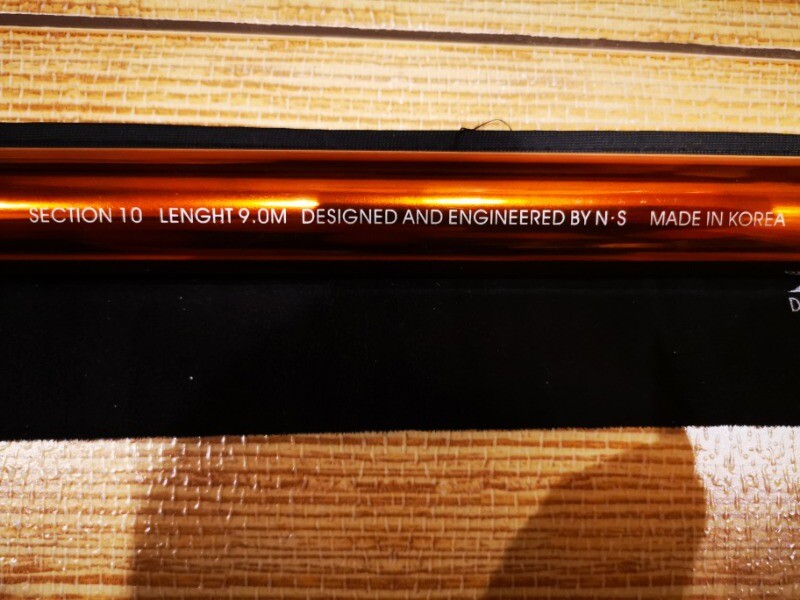 SECTION 10 LENGHT 9.0M DESIGNED AND ENGINEERED BY N·S MADE IN KOREA